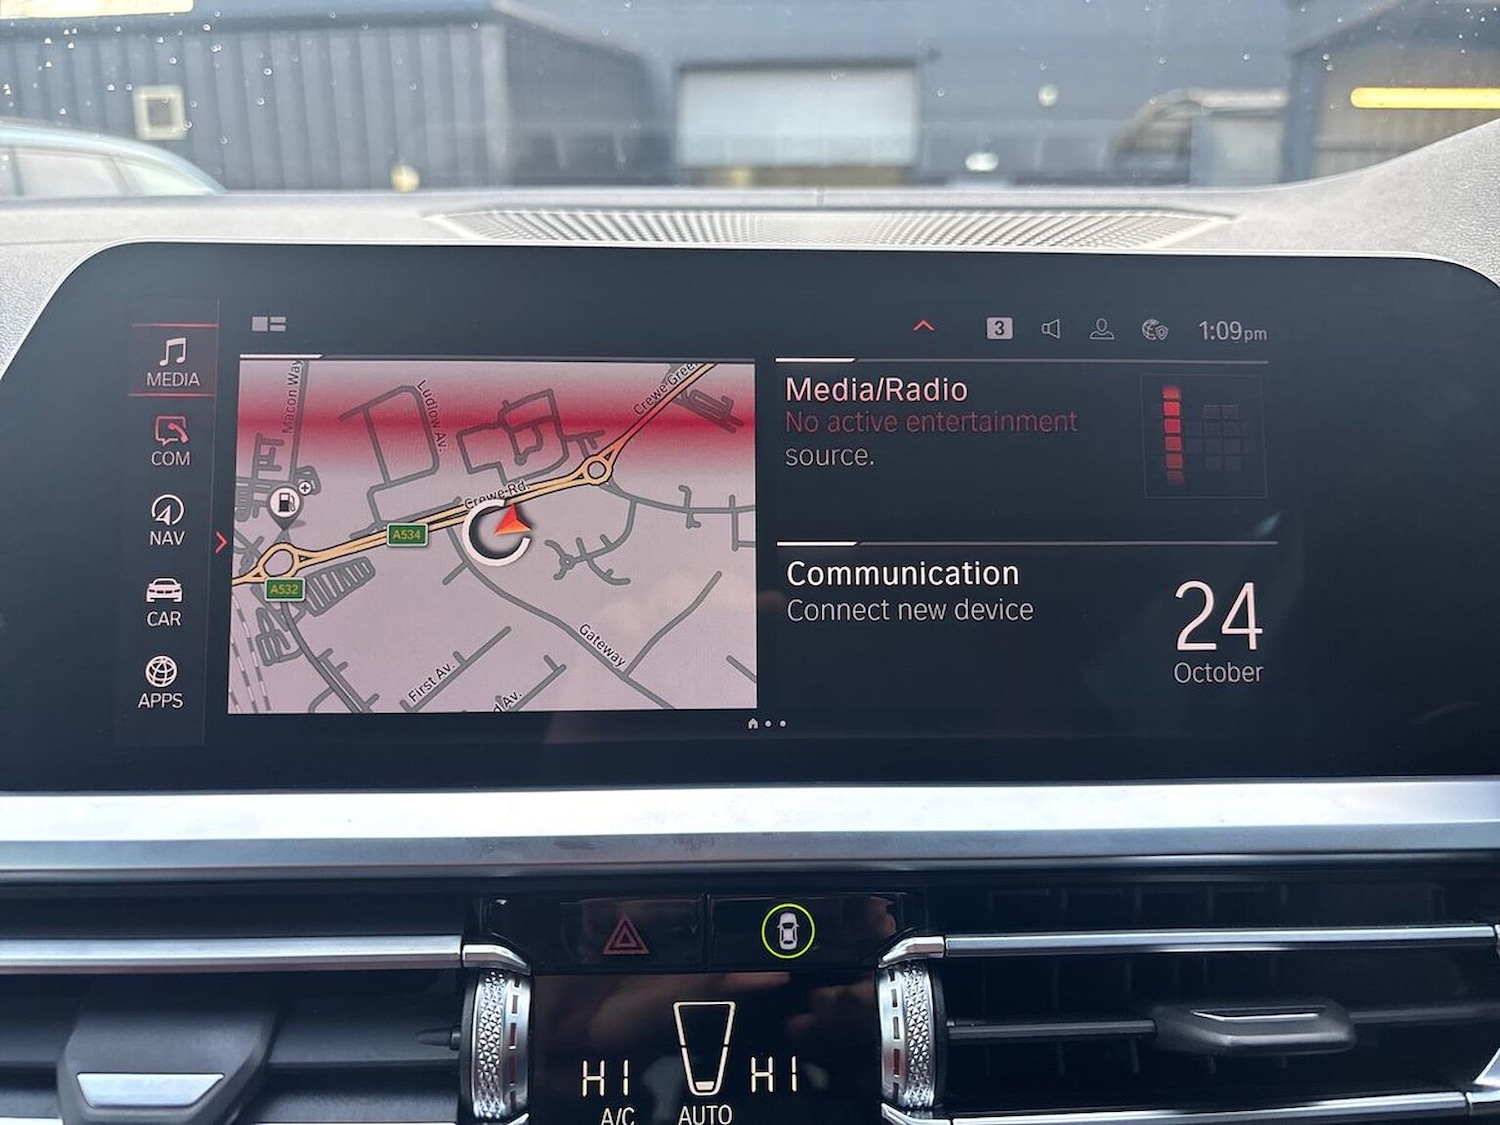 3
1:09pm
MEDIA
COM
NAV
CAR
APPS
Macon Way
Ludlow Av.
Crewe Green
Crewe Rd.
A534
A532
Gateway
First Av.
d Av.
Media/Radio
No active entertainment
source.
Communication
Connect new device
24
October
HI
HI
A/C
AUTO